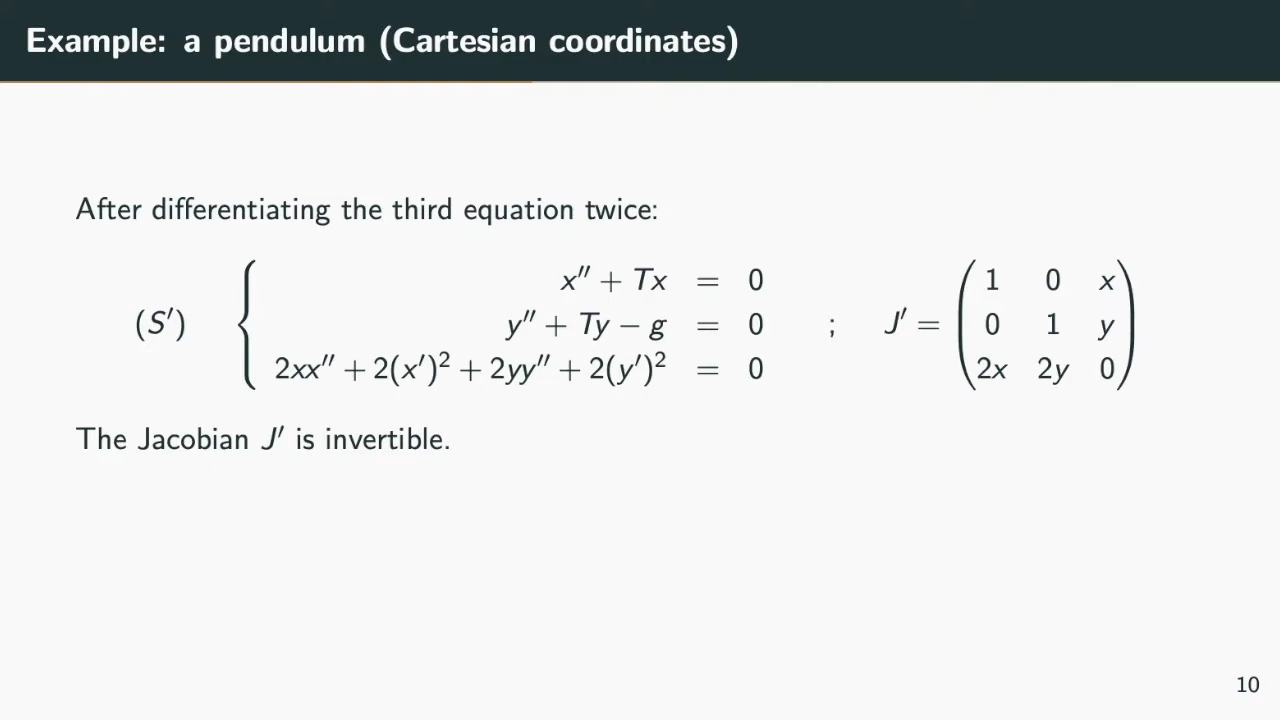 Example: a pendulum (Cartesian coordinates)
After differentiating the third equation twice:
(S′) { x″ + Tx = 0
y″ + Ty − g = 0
2xx″ + 2(x′)² + 2yy″ + 2(y′)² = 0
; J′ = ( 1 0 x
0 1 y
2x 2y 0 )
The Jacobian J′ is invertible.
10